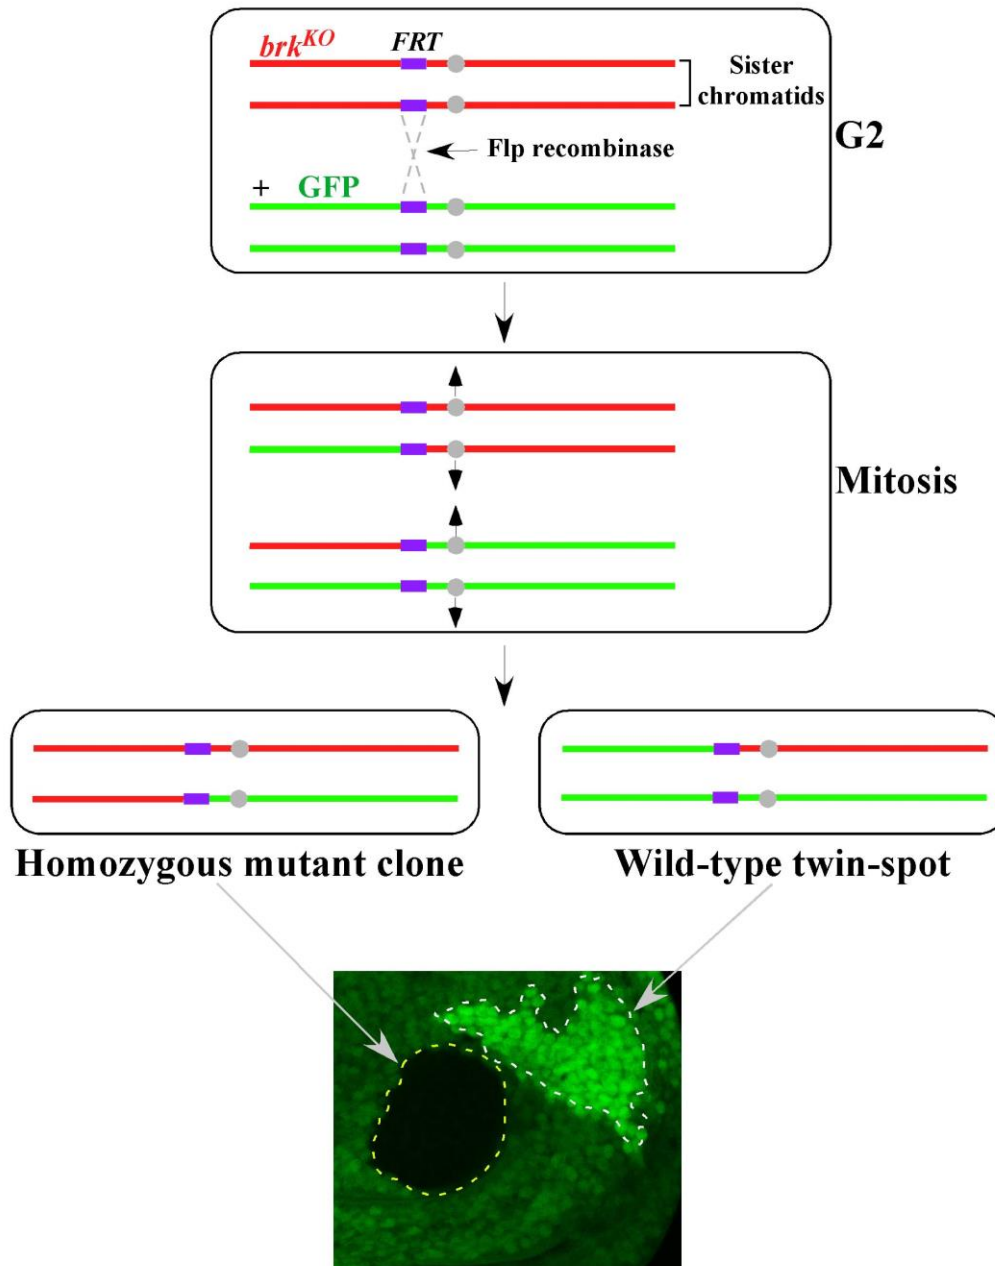 brkKO
FRT
Sister
chromatids
G2
Flp recombinase
+ GFP
Mitosis
Homozygous mutant clone
Wild-type twin-spot